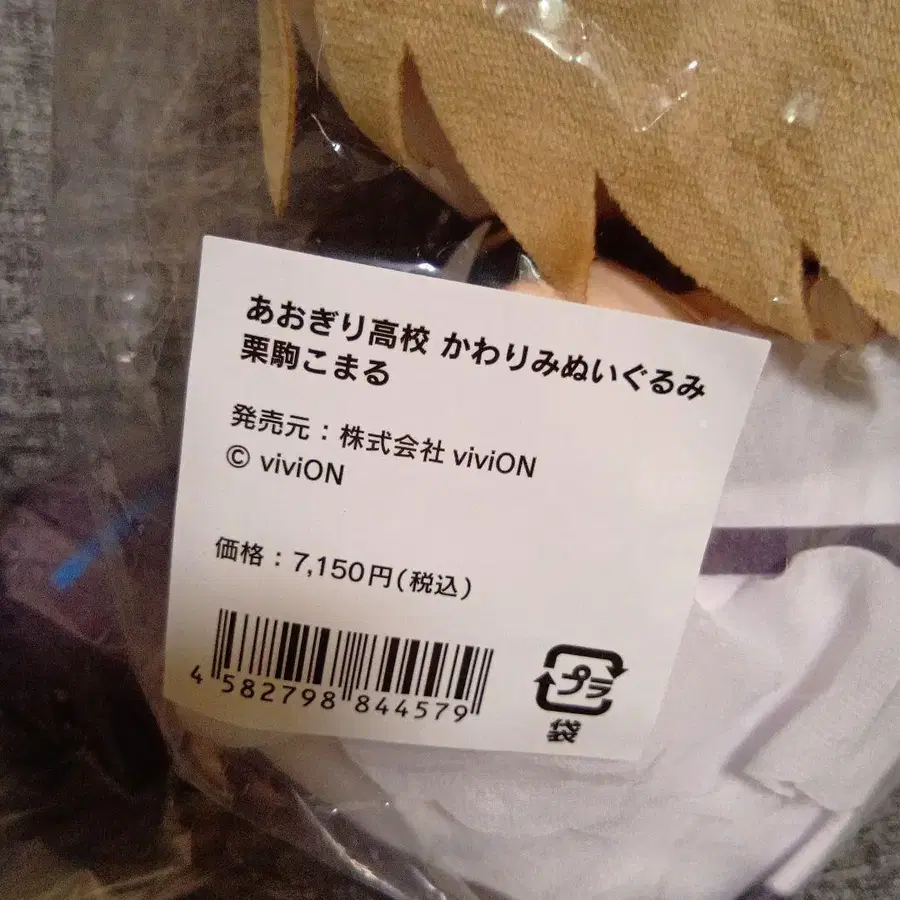 あおぎり高校 かわりみぬいぐるみ
栗駒こまる
発売元：株式会社 viviON
© viviON
価格：7,150円(税込)
4 582798 844579
プラ
袋